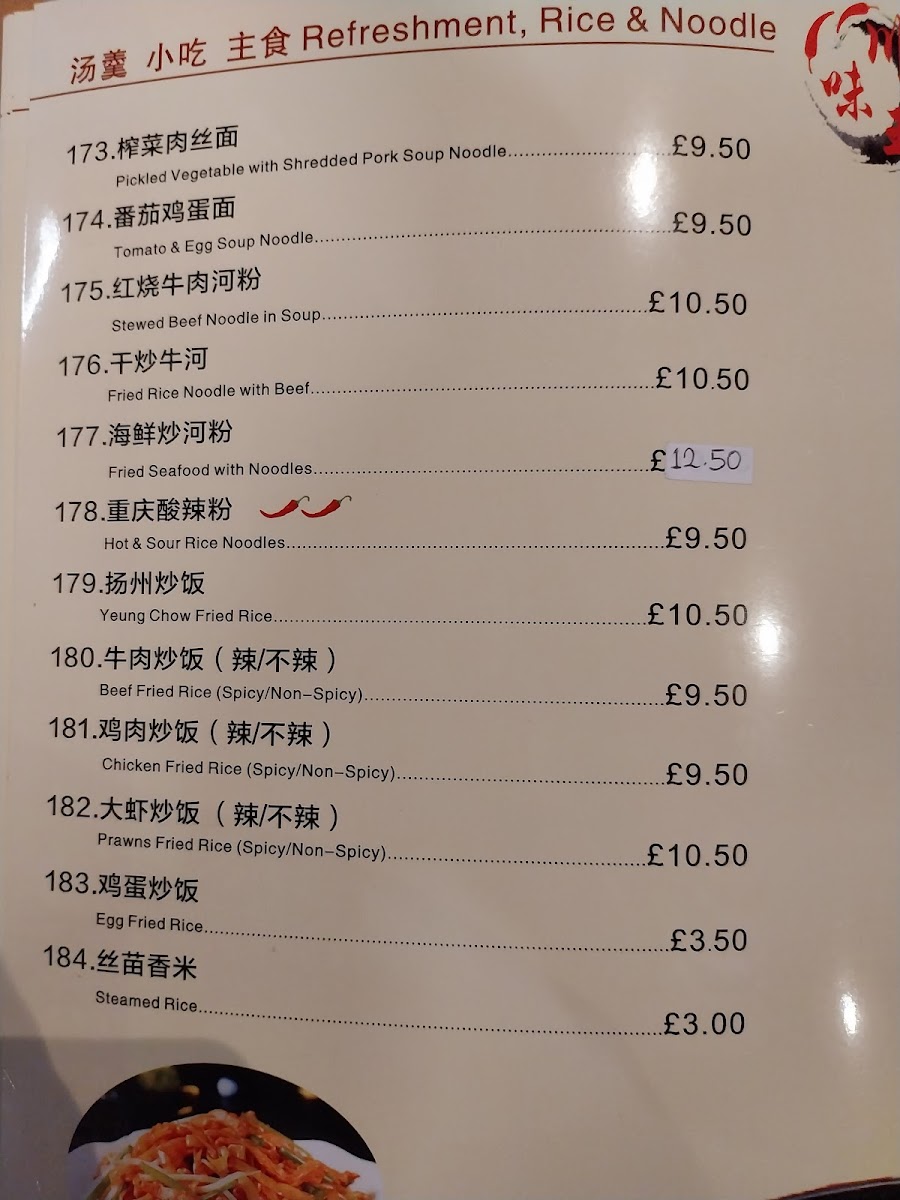 汤羹 小吃 主食 Refreshment, Rice & Noodle
味
173.榨菜肉丝面
Pickled Vegetable with Shredded Pork Soup Noodle £9.50
174.番茄鸡蛋面
Tomato & Egg Soup Noodle £9.50
175.红烧牛肉河粉
Stewed Beef Noodle in Soup £10.50
176.干炒牛河
Fried Rice Noodle with Beef £10.50
177.海鲜炒河粉
Fried Seafood with Noodles £12.50
178.重庆酸辣粉
Hot & Sour Rice Noodles £9.50
179.扬州炒饭
Yeung Chow Fried Rice £10.50
180.牛肉炒饭（辣/不辣）
Beef Fried Rice (Spicy/Non-Spicy) £9.50
181.鸡肉炒饭（辣/不辣）
Chicken Fried Rice (Spicy/Non-Spicy) £9.50
182.大虾炒饭（辣/不辣）
Prawns Fried Rice (Spicy/Non-Spicy) £10.50
183.鸡蛋炒饭
Egg Fried Rice £3.50
184.丝苗香米
Steamed Rice £3.00